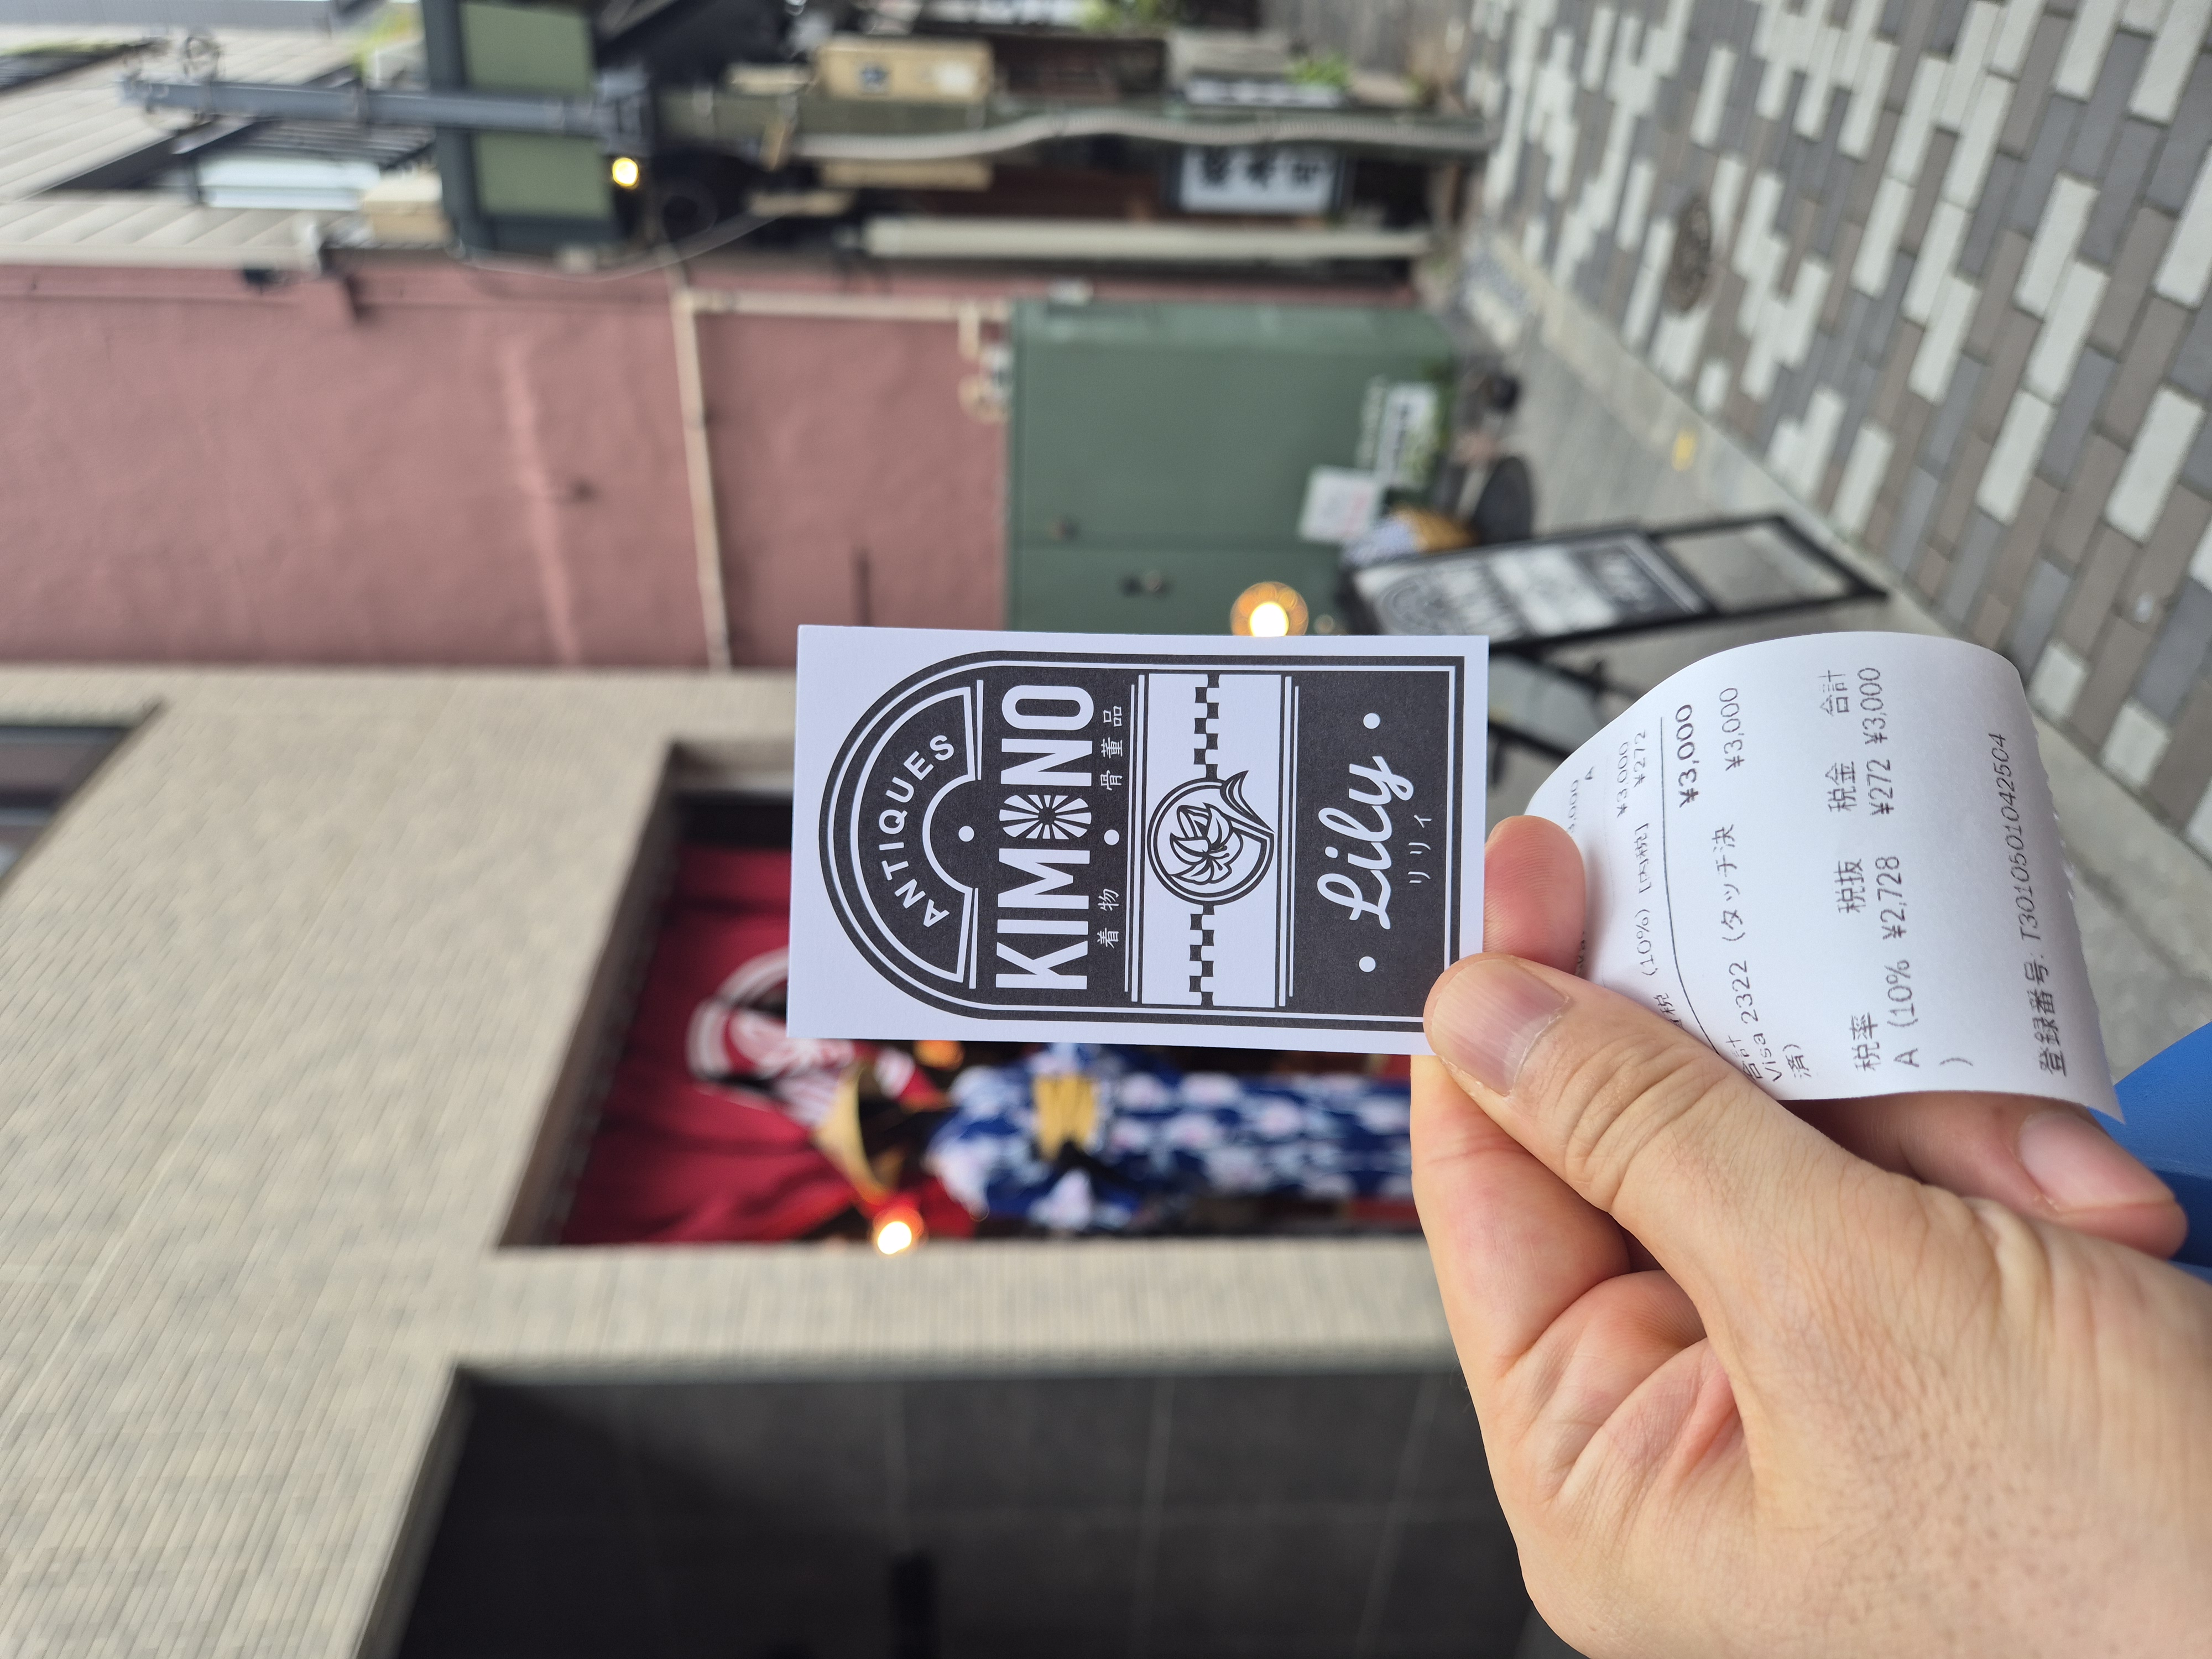 ANTIQUES
KIMONO
着物 骨董品
Lily
リリィ
¥3,000
(10%) [内税] ¥272
合計 ¥3,000
Visa 2322 (タッチ決済) ¥3,000
税率 税抜 税金 合計
A (10%) ¥2,728 ¥272 ¥3,000
登録番号: T3010501042504